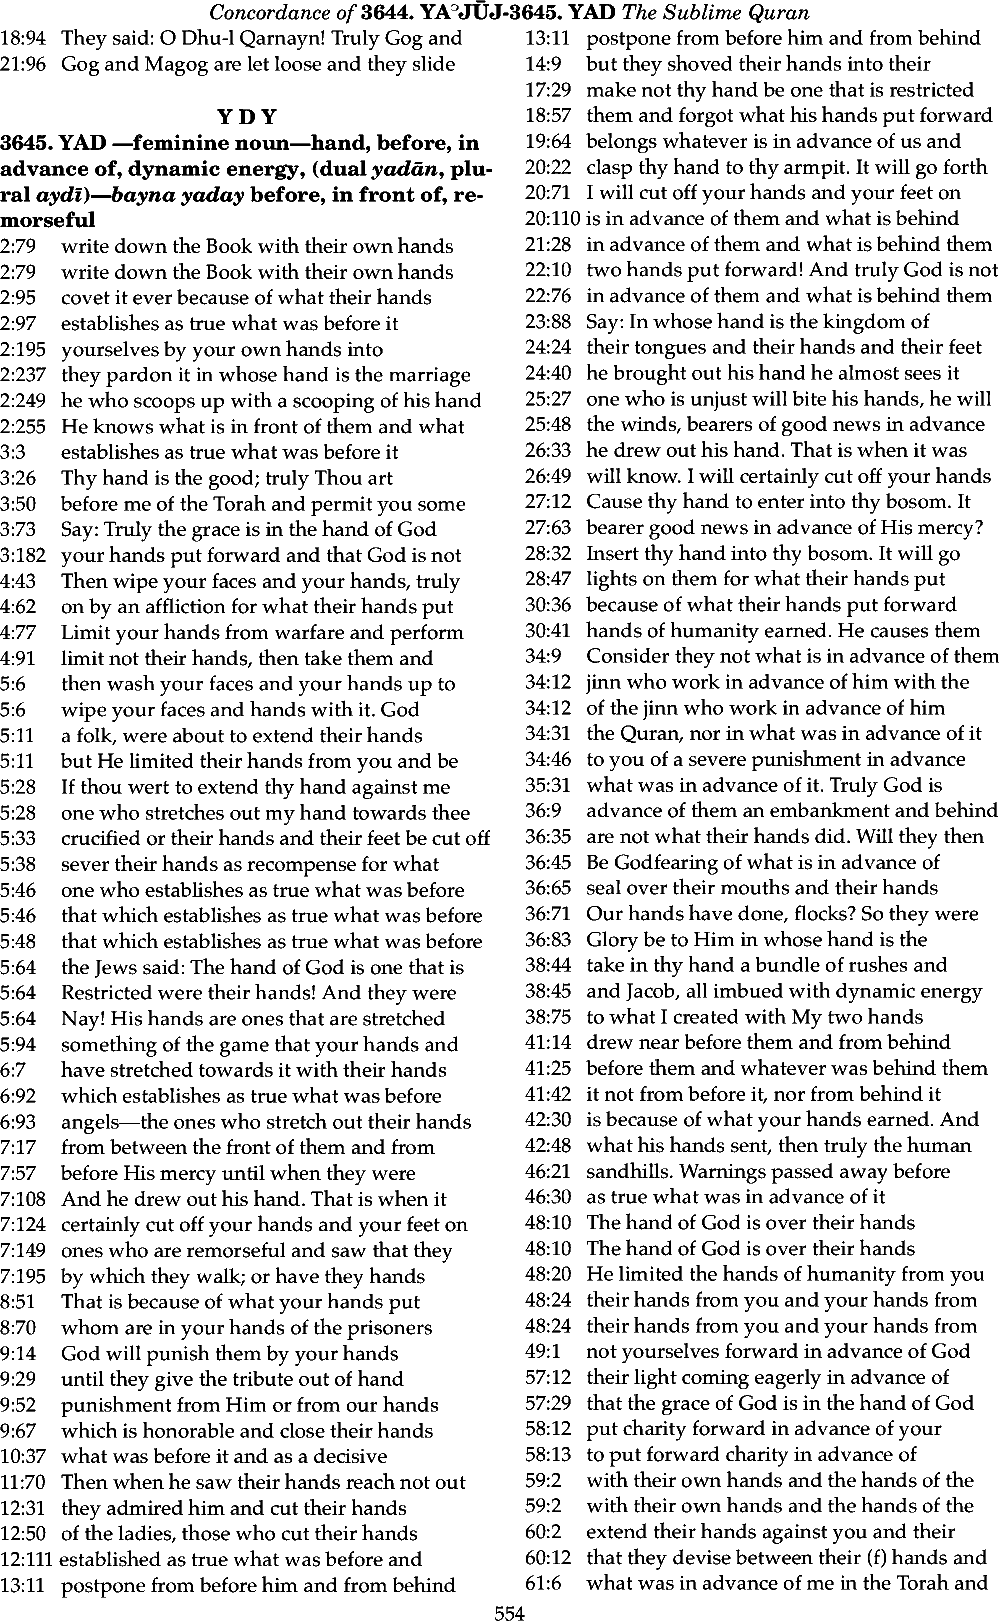 Concordance of 3644. YAᵓJŪJ-3645. YAD The Sublime Quran
18:94 They said: O Dhu-l Qarnayn! Truly Gog and
21:96 Gog and Magog are let loose and they slide
Y D Y
3645. YAD —feminine noun—hand, before, in
advance of, dynamic energy, (dual yadān, plu-
ral aydī)—bayna yaday before, in front of, re-
morseful
2:79 write down the Book with their own hands
2:79 write down the Book with their own hands
2:95 covet it ever because of what their hands
2:97 establishes as true what was before it
2:195 yourselves by your own hands into
2:237 they pardon it in whose hand is the marriage
2:249 he who scoops up with a scooping of his hand
2:255 He knows what is in front of them and what
3:3 establishes as true what was before it
3:26 Thy hand is the good; truly Thou art
3:50 before me of the Torah and permit you some
3:73 Say: Truly the grace is in the hand of God
3:182 your hands put forward and that God is not
4:43 Then wipe your faces and your hands, truly
4:62 on by an affliction for what their hands put
4:77 Limit your hands from warfare and perform
4:91 limit not their hands, then take them and
5:6 then wash your faces and your hands up to
5:6 wipe your faces and hands with it. God
5:11 a folk, were about to extend their hands
5:11 but He limited their hands from you and be
5:28 If thou wert to extend thy hand against me
5:28 one who stretches out my hand towards thee
5:33 crucified or their hands and their feet be cut off
5:38 sever their hands as recompense for what
5:46 one who establishes as true what was before
5:46 that which establishes as true what was before
5:48 that which establishes as true what was before
5:64 the Jews said: The hand of God is one that is
5:64 Restricted were their hands! And they were
5:64 Nay! His hands are ones that are stretched
5:94 something of the game that your hands and
6:7 have stretched towards it with their hands
6:92 which establishes as true what was before
6:93 angels—the ones who stretch out their hands
7:17 from between the front of them and from
7:57 before His mercy until when they were
7:108 And he drew out his hand. That is when it
7:124 certainly cut off your hands and your feet on
7:149 ones who are remorseful and saw that they
7:195 by which they walk; or have they hands
8:51 That is because of what your hands put
8:70 whom are in your hands of the prisoners
9:14 God will punish them by your hands
9:29 until they give the tribute out of hand
9:52 punishment from Him or from our hands
9:67 which is honorable and close their hands
10:37 what was before it and as a decisive
11:70 Then when he saw their hands reach not out
12:31 they admired him and cut their hands
12:50 of the ladies, those who cut their hands
12:111 established as true what was before and
13:11 postpone from before him and from behind
13:11 postpone from before him and from behind
14:9 but they shoved their hands into their
17:29 make not thy hand be one that is restricted
18:57 them and forgot what his hands put forward
19:64 belongs whatever is in advance of us and
20:22 clasp thy hand to thy armpit. It will go forth
20:71 I will cut off your hands and your feet on
20:110 is in advance of them and what is behind
21:28 in advance of them and what is behind them
22:10 two hands put forward! And truly God is not
22:76 in advance of them and what is behind them
23:88 Say: In whose hand is the kingdom of
24:24 their tongues and their hands and their feet
24:40 he brought out his hand he almost sees it
25:27 one who is unjust will bite his hands, he will
25:48 the winds, bearers of good news in advance
26:33 he drew out his hand. That is when it was
26:49 will know. I will certainly cut off your hands
27:12 Cause thy hand to enter into thy bosom. It
27:63 bearer good news in advance of His mercy?
28:32 Insert thy hand into thy bosom. It will go
28:47 lights on them for what their hands put
30:36 because of what their hands put forward
30:41 hands of humanity earned. He causes them
34:9 Consider they not what is in advance of them
34:12 jinn who work in advance of him with the
34:12 of the jinn who work in advance of him
34:31 the Quran, nor in what was in advance of it
34:46 to you of a severe punishment in advance
35:31 what was in advance of it. Truly God is
36:9 advance of them an embankment and behind
36:35 are not what their hands did. Will they then
36:45 Be Godfearing of what is in advance of
36:65 seal over their mouths and their hands
36:71 Our hands have done, flocks? So they were
36:83 Glory be to Him in whose hand is the
38:44 take in thy hand a bundle of rushes and
38:45 and Jacob, all imbued with dynamic energy
38:75 to what I created with My two hands
41:14 drew near before them and from behind
41:25 before them and whatever was behind them
41:42 it not from before it, nor from behind it
42:30 is because of what your hands earned. And
42:48 what his hands sent, then truly the human
46:21 sandhills. Warnings passed away before
46:30 as true what was in advance of it
48:10 The hand of God is over their hands
48:10 The hand of God is over their hands
48:20 He limited the hands of humanity from you
48:24 their hands from you and your hands from
48:24 their hands from you and your hands from
49:1 not yourselves forward in advance of God
57:12 their light coming eagerly in advance of
57:29 that the grace of God is in the hand of God
58:12 put charity forward in advance of your
58:13 to put forward charity in advance of
59:2 with their own hands and the hands of the
59:2 with their own hands and the hands of the
60:2 extend their hands against you and their
60:12 that they devise between their (f) hands and
61:6 what was in advance of me in the Torah and
554